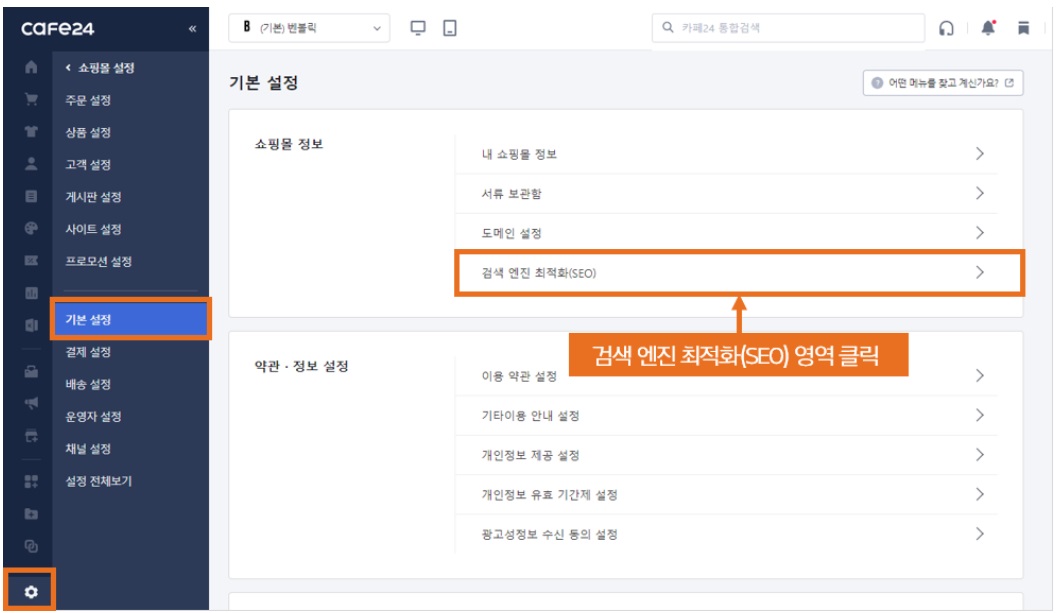 cafe24 «
B (기본) 벤볼릭
카페24 통합검색
< 쇼핑몰 설정
주문 설정
상품 설정
고객 설정
게시판 설정
사이트 설정
프로모션 설정
기본 설정
결제 설정
배송 설정
운영자 설정
채널 설정
설정 전체보기
기본 설정
? 어떤 메뉴를 찾고 계신가요?
쇼핑몰 정보
내 쇼핑몰 정보
서류 보관함
도메인 설정
검색 엔진 최적화(SEO)
검색 엔진 최적화(SEO) 영역 클릭
약관 · 정보 설정
이용 약관 설정
기타이용 안내 설정
개인정보 제공 설정
개인정보 유효 기간제 설정
광고성정보 수신 동의 설정